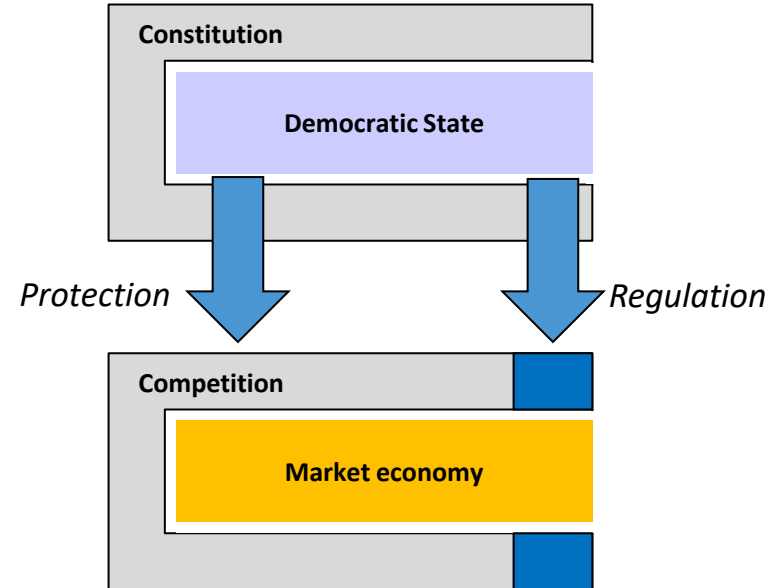 Constitution
Democratic State
Protection
Regulation
Competition
Market economy